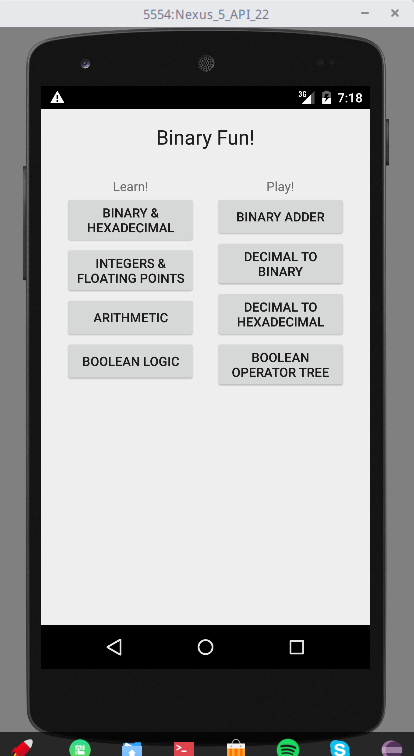 5554:Nexus_5_API_22
3G 7:18
Binary Fun!
Learn!
BINARY &
HEXADECIMAL
INTEGERS &
FLOATING POINTS
ARITHMETIC
BOOLEAN LOGIC
Play!
BINARY ADDER
DECIMAL TO
BINARY
DECIMAL TO
HEXADECIMAL
BOOLEAN
OPERATOR TREE